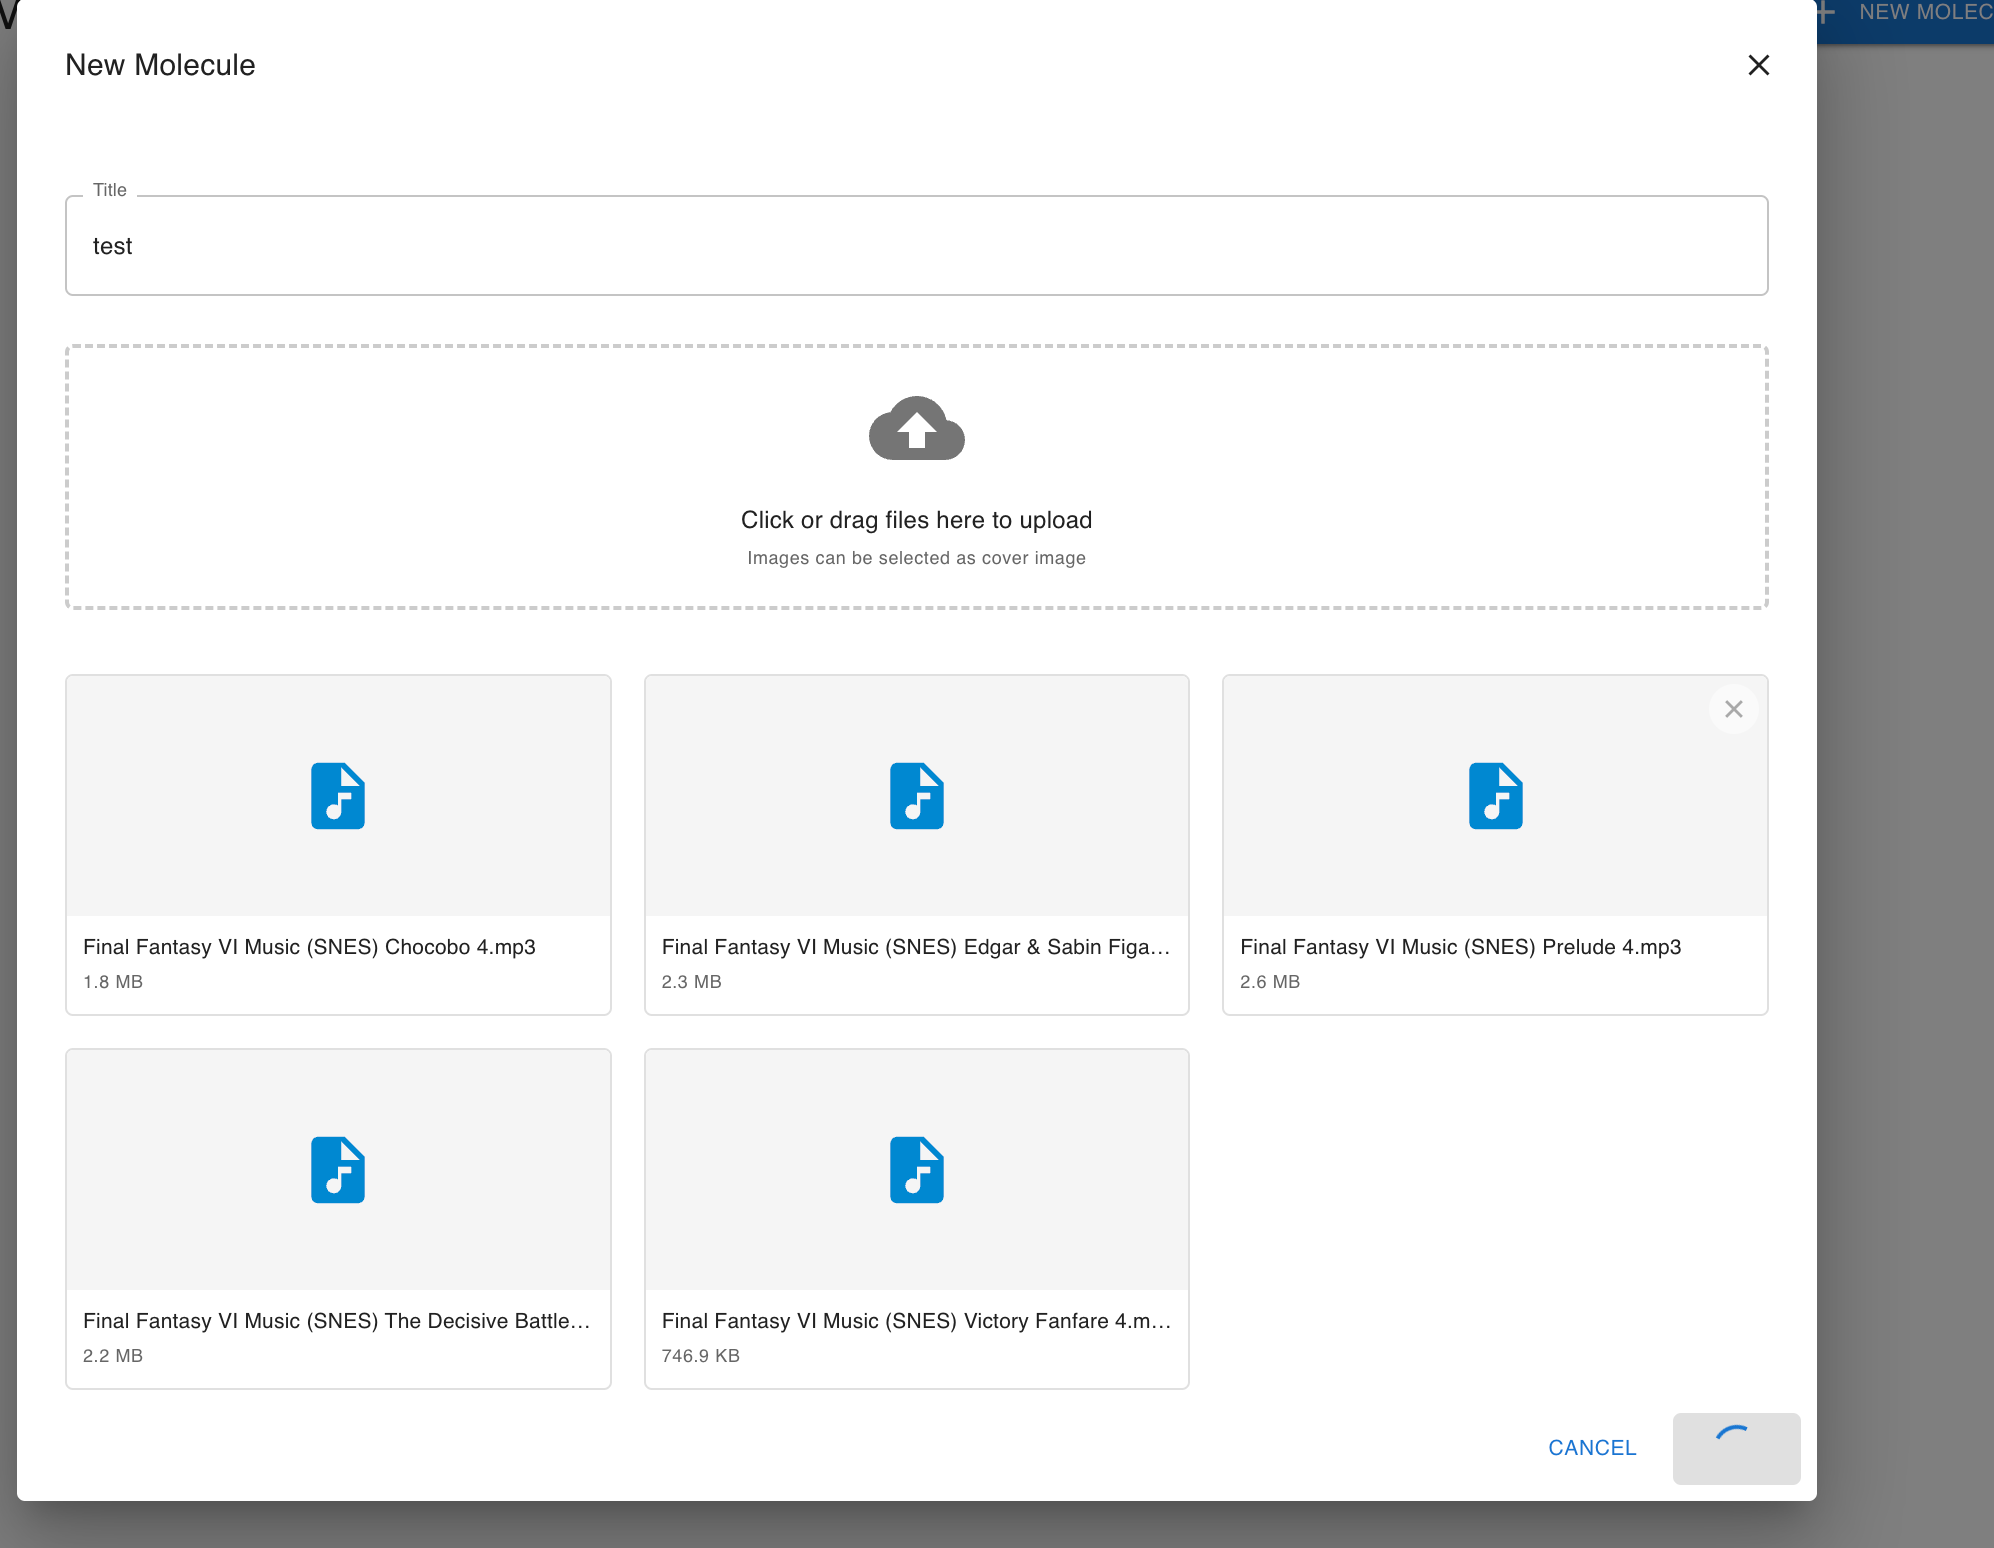 NEW MOLEC
New Molecule
Title
test
Click or drag files here to upload
Images can be selected as cover image
Final Fantasy VI Music (SNES) Chocobo 4.mp3
1.8 MB
Final Fantasy VI Music (SNES) Edgar & Sabin Figa…
2.3 MB
Final Fantasy VI Music (SNES) Prelude 4.mp3
2.6 MB
Final Fantasy VI Music (SNES) The Decisive Battle…
2.2 MB
Final Fantasy VI Music (SNES) Victory Fanfare 4.m…
746.9 KB
CANCEL